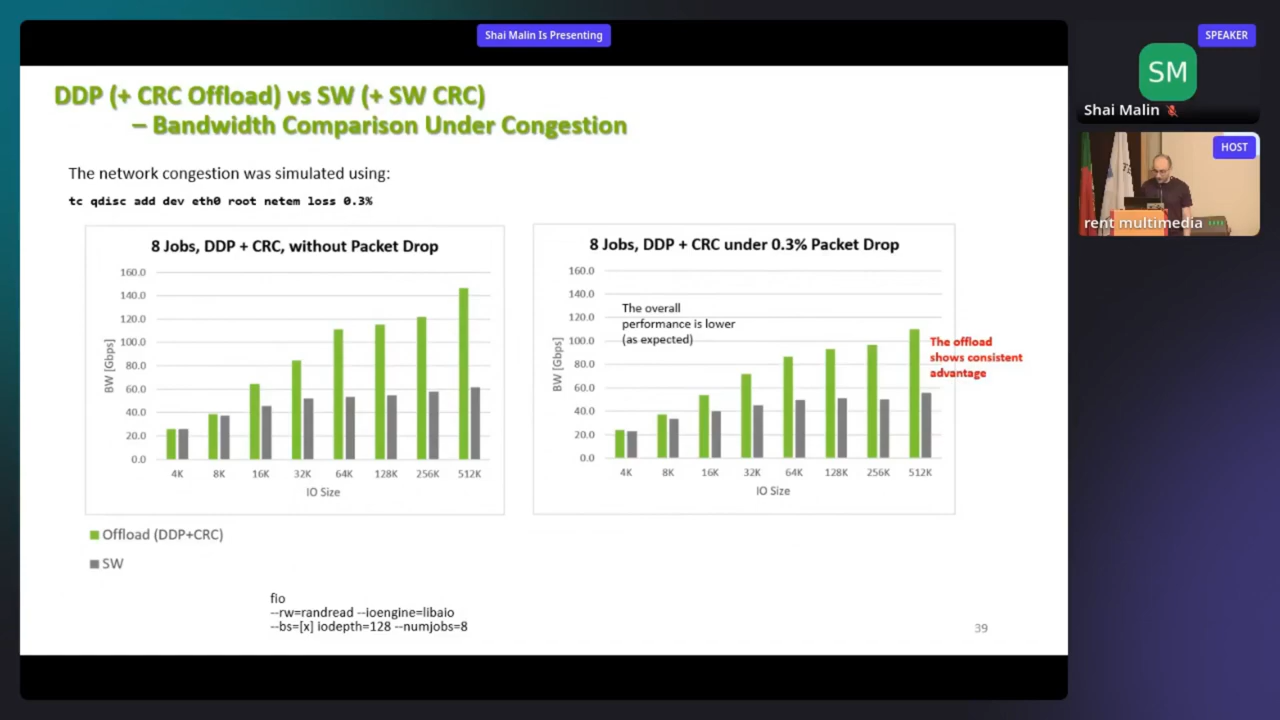 Shai Malin Is Presenting
SPEAKER
SM
Shai Malin
HOST
rent multimedia
DDP (+ CRC Offload) vs SW (+ SW CRC)
– Bandwidth Comparison Under Congestion
The network congestion was simulated using:
tc qdisc add dev eth0 root netem loss 0.3%
8 Jobs, DDP + CRC, without Packet Drop
160.0
140.0
120.0
100.0
80.0
60.0
40.0
20.0
0.0
BW [Gbps]
4K 8K 16K 32K 64K 128K 256K 512K
IO Size
8 Jobs, DDP + CRC under 0.3% Packet Drop
160.0
140.0
120.0
100.0
80.0
60.0
40.0
20.0
0.0
BW [Gbps]
The overall
performance is lower
(as expected)
4K 8K 16K 32K 64K 128K 256K 512K
IO Size
The offload
shows consistent
advantage
Offload (DDP+CRC)
SW
fio
--rw=randread --ioengine=libaio
--bs=[x] iodepth=128 --numjobs=8
39